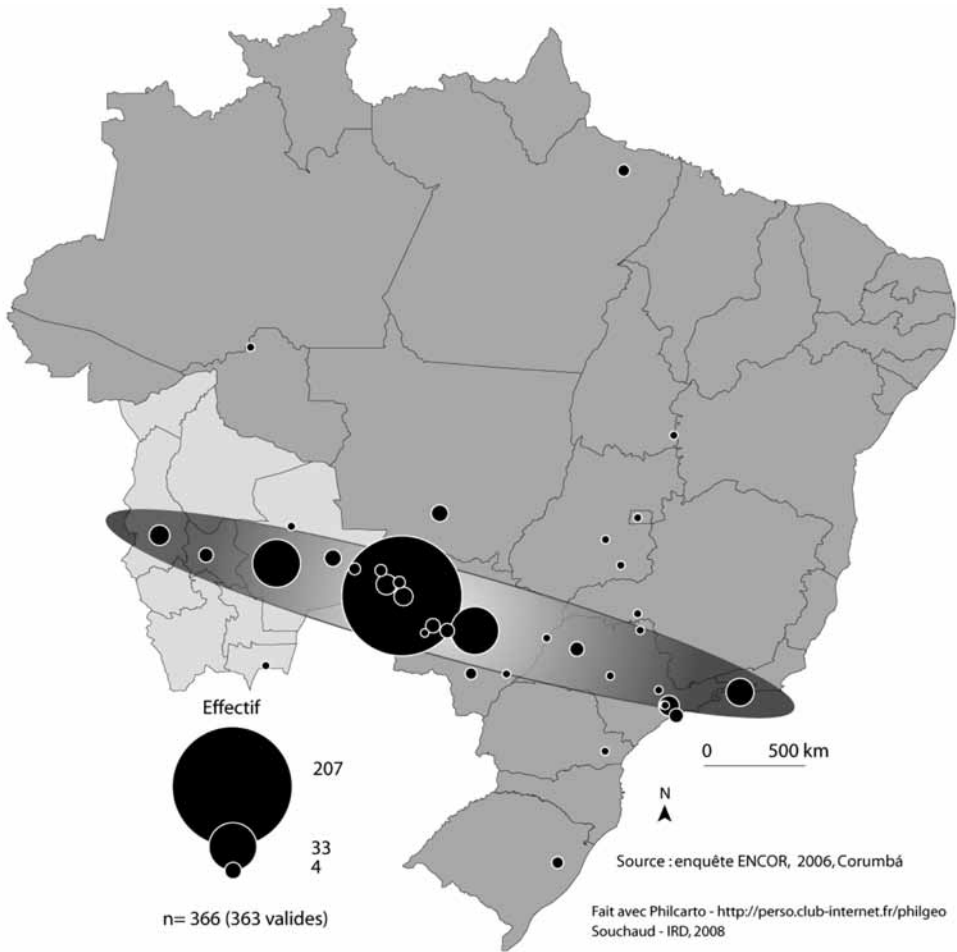 Effectif
207
33
4
n= 366 (363 valides)
0 500 km
N
Source : enquête ENCOR, 2006, Corumbá
Fait avec Philcarto - http://perso.club-internet.fr/philgeo
Souchaud - IRD, 2008